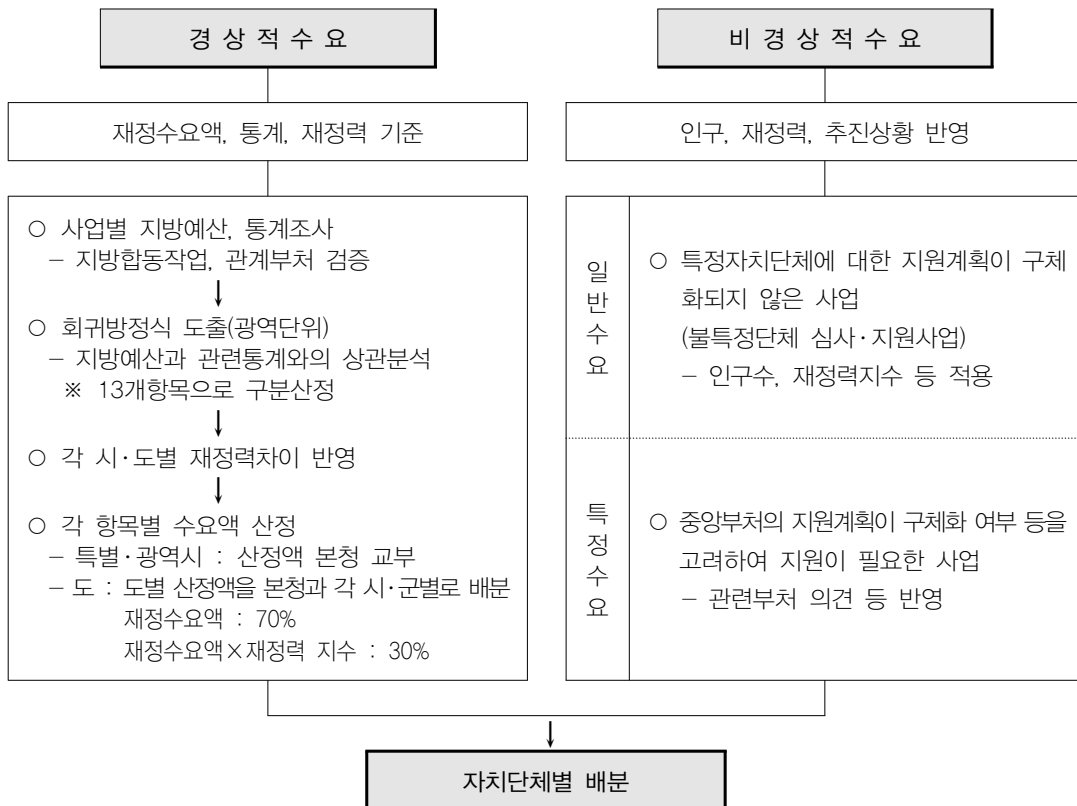 경 상 적 수 요
재정수요액, 통계, 재정력 기준
○ 사업별 지방예산, 통계조사
－ 지방합동작업, 관계부처 검증
○ 회귀방정식 도출(광역단위)
－ 지방예산과 관련통계와의 상관분석
※ 13개항목으로 구분산정
○ 각 시·도별 재정력차이 반영
○ 각 항목별 수요액 산정
－ 특별·광역시 : 산정액 본청 교부
－ 도 : 도별 산정액을 본청과 각 시·군별로 배분
재정수요액 : 70%
재정수요액×재정력 지수 : 30%
비 경 상 적 수 요
인구, 재정력, 추진상황 반영
일반수요
○ 특정자치단체에 대한 지원계획이 구체
화되지 않은 사업
(불특정단체 심사·지원사업)
－ 인구수, 재정력지수 등 적용
특정수요
○ 중앙부처의 지원계획이 구체화 여부 등을
고려하여 지원이 필요한 사업
－ 관련부처 의견 등 반영
자치단체별 배분